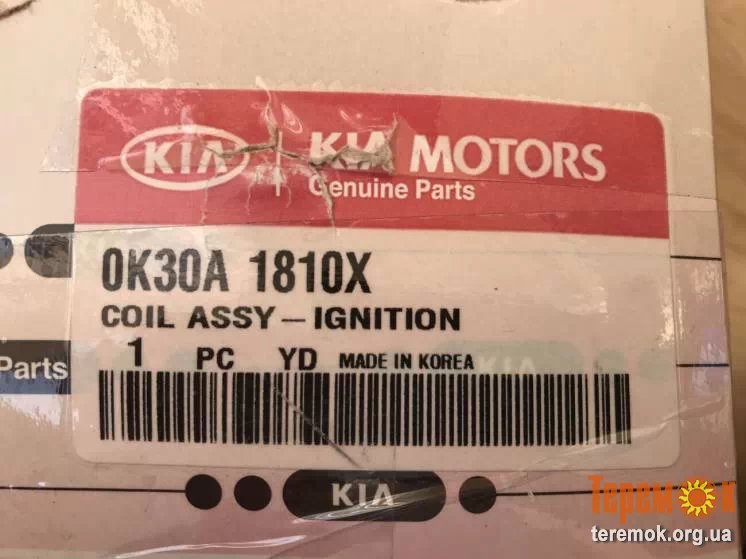 KIA KIA MOTORS
Genuine Parts
0K30A 1810X
COIL ASSY-IGNITION
1 PC YD MADE IN KOREA
Parts
KIA
KIA
Теремок
teremok.org.ua